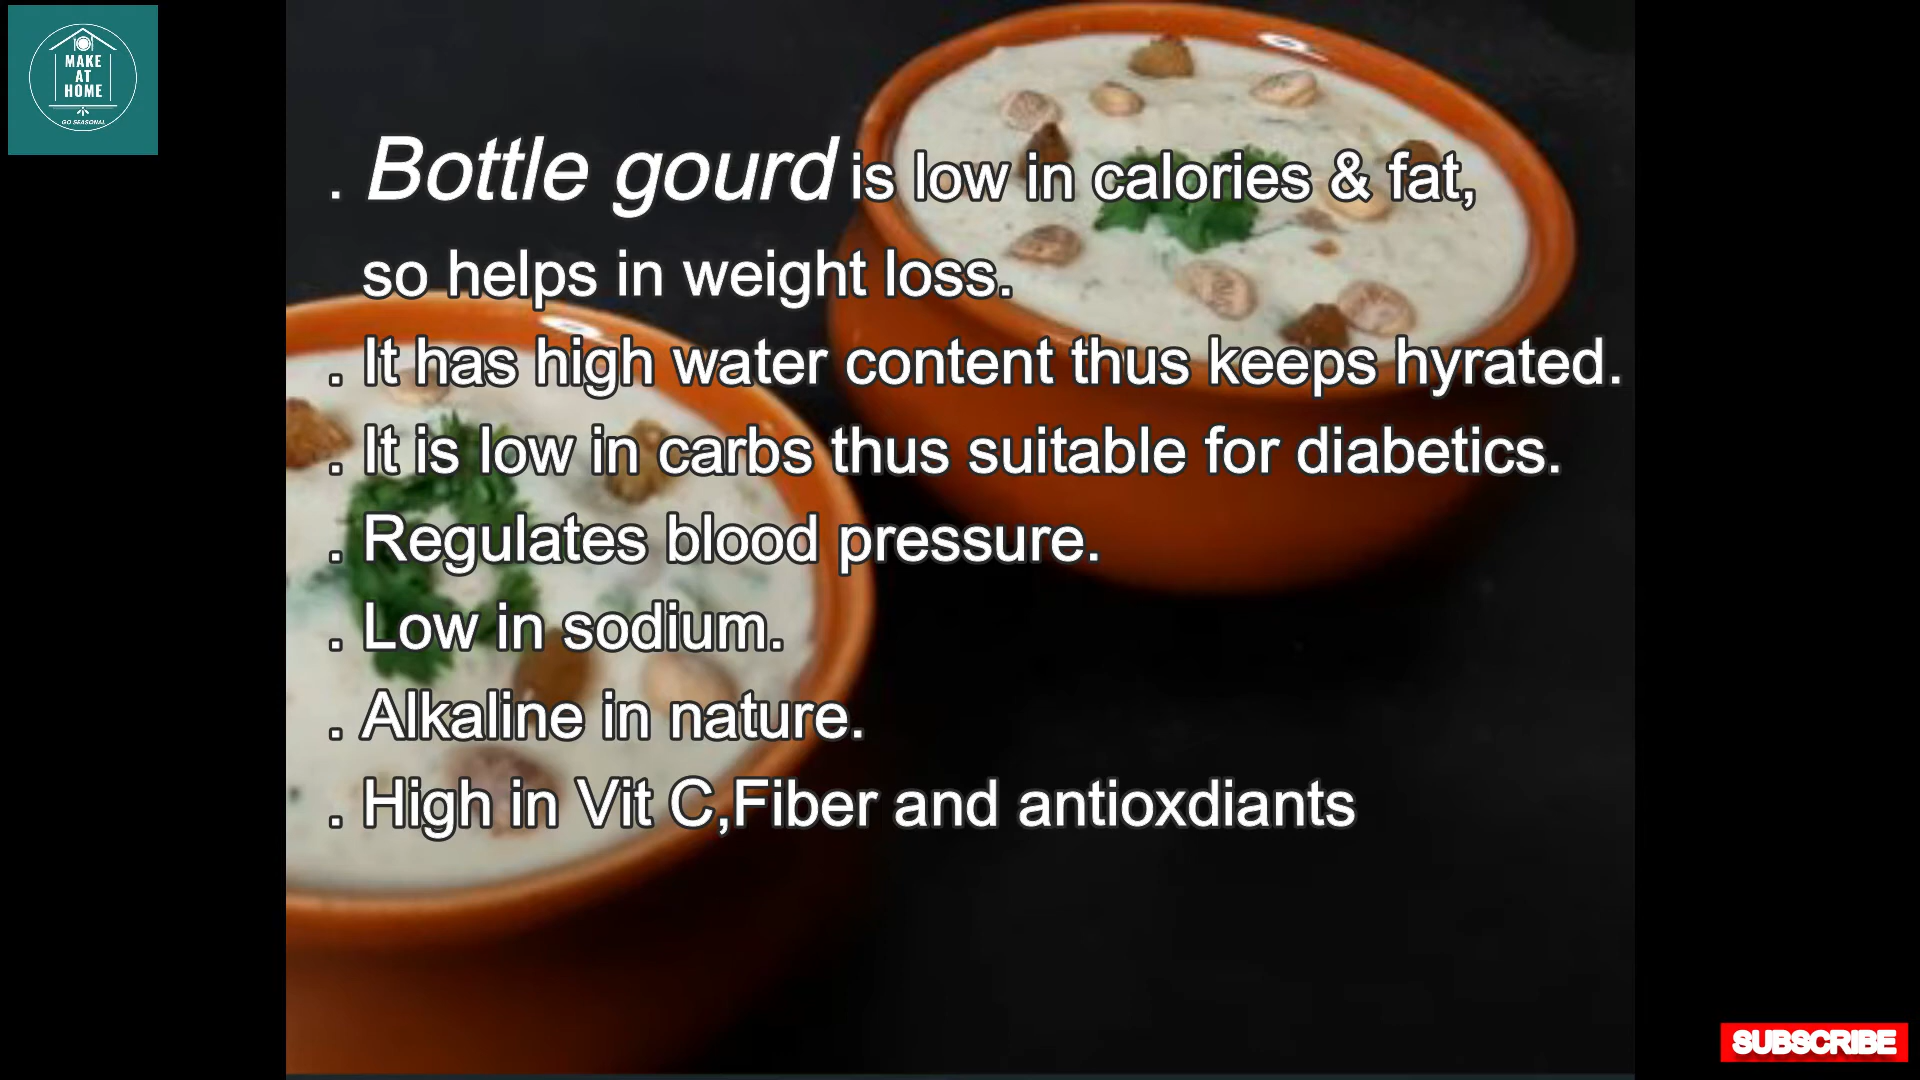 MAKE
AT
HOME
GO SEASONAL
. Bottle gourd is low in calories & fat,
so helps in weight loss.
. It has high water content thus keeps hyrated.
. It is low in carbs thus suitable for diabetics.
. Regulates blood pressure.
. Low in sodium.
. Alkaline in nature.
. High in Vit C,Fiber and antioxdiants
SUBSCRIBE